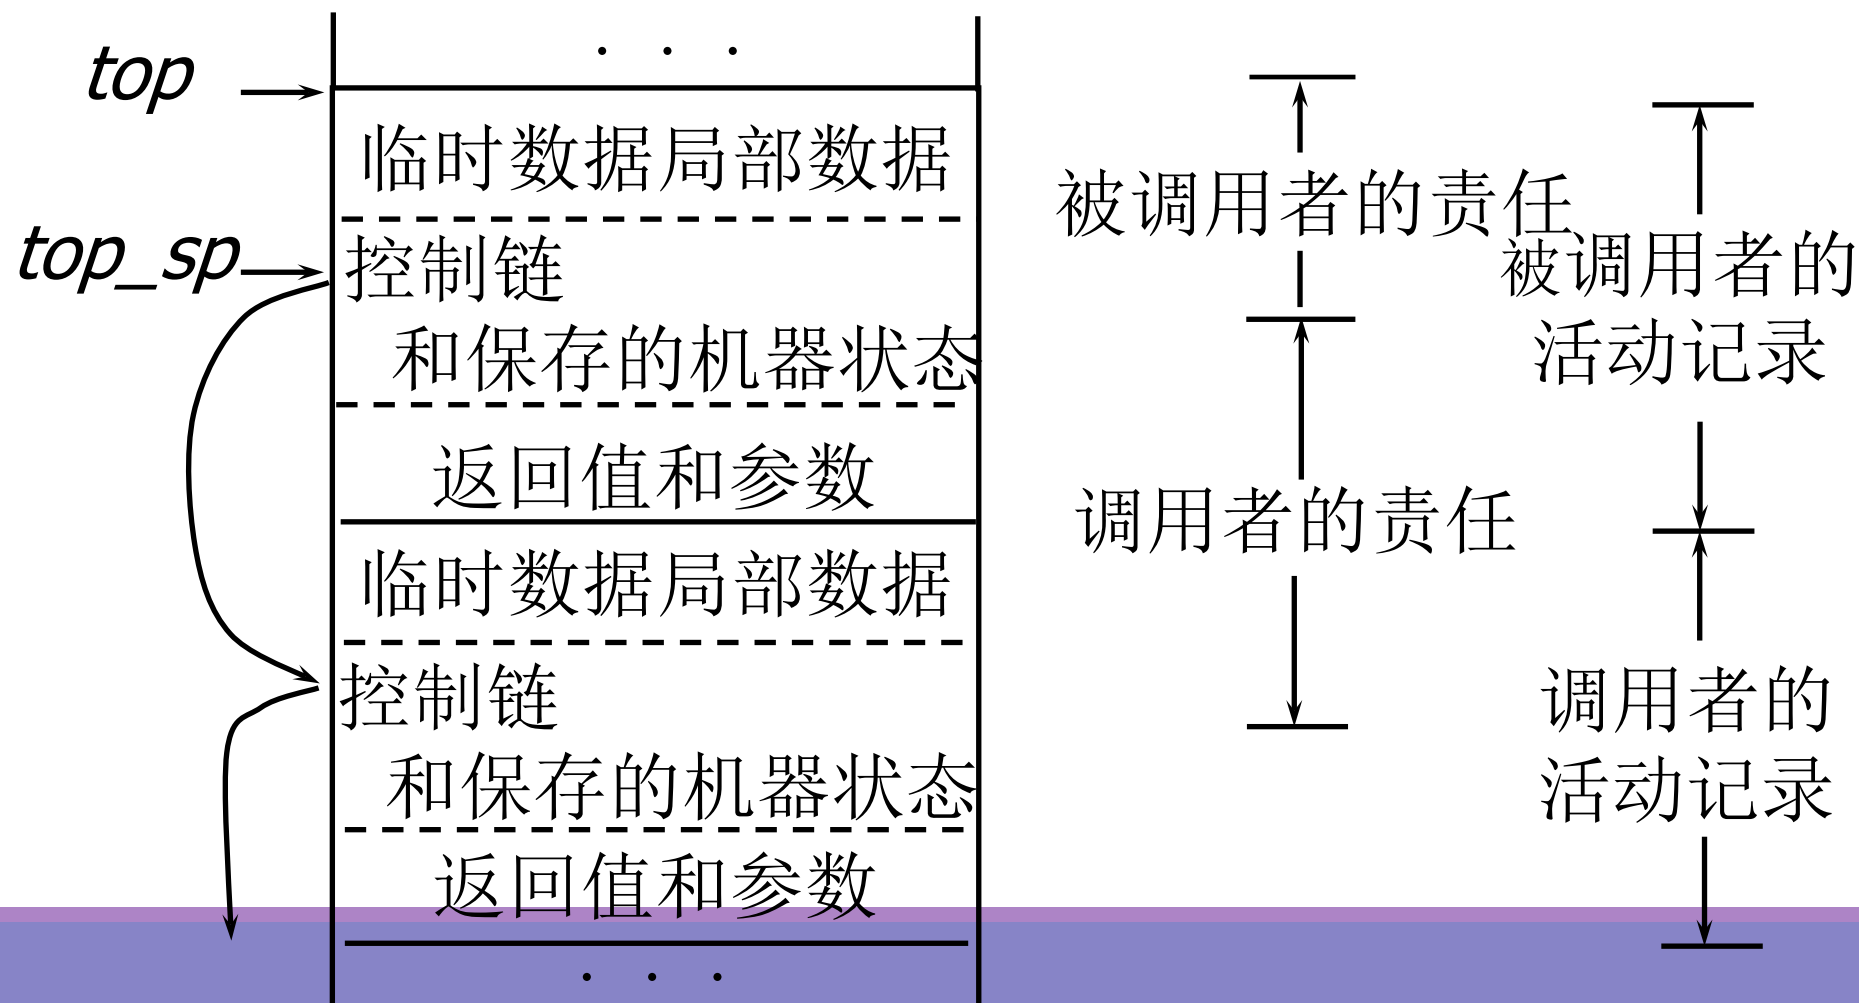 . . .
top
临时数据局部数据
top_sp
控制链
和保存的机器状态
返回值和参数
临时数据局部数据
控制链
和保存的机器状态
返回值和参数
. . .
被调用者的责任
调用者的责任
被调用者的
活动记录
调用者的
活动记录